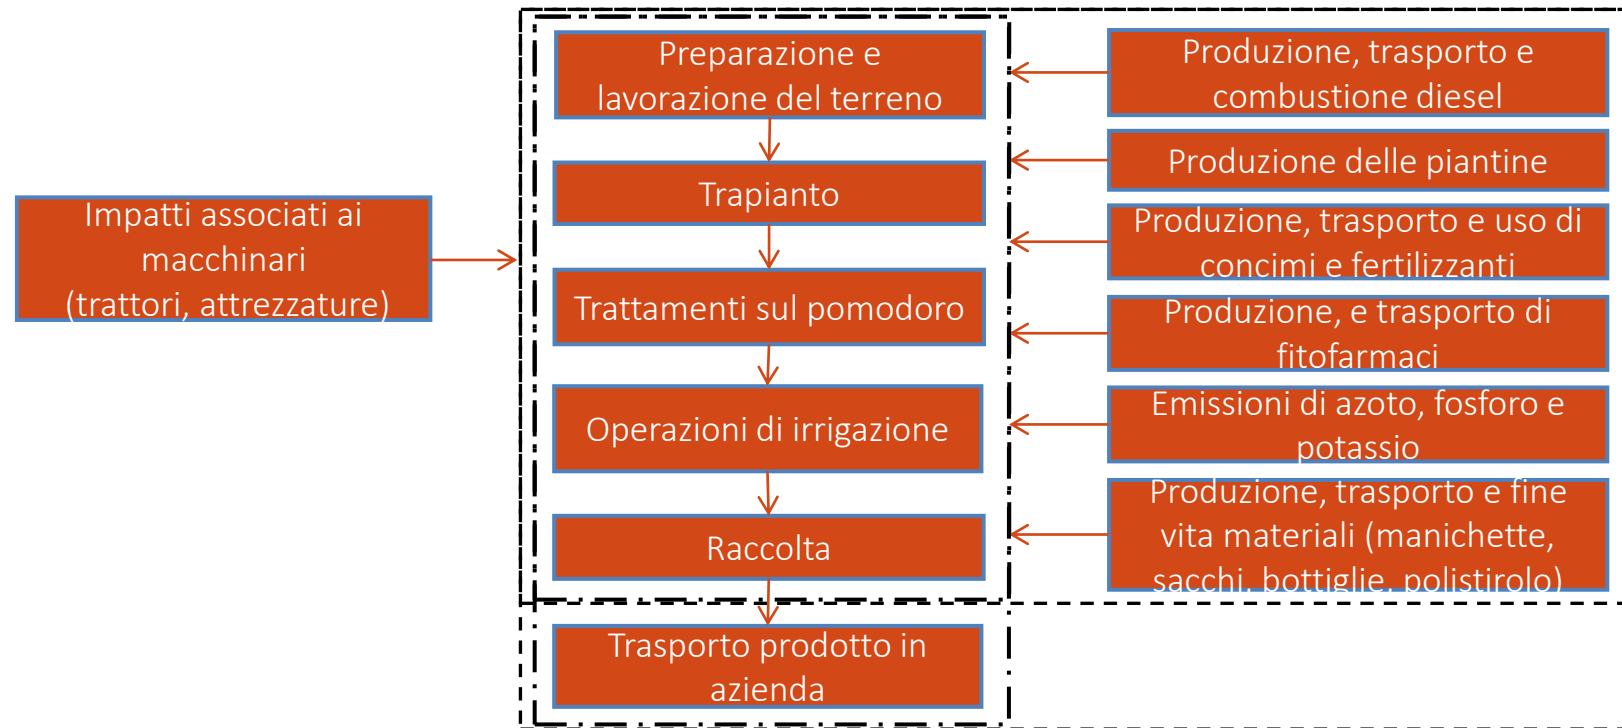 Preparazione e
lavorazione del terreno
Trapianto
Trattamenti sul pomodoro
Operazioni di irrigazione
Raccolta
Trasporto prodotto in
azienda
Impatti associati ai
macchinari
(trattori, attrezzature)
Produzione, trasporto e
combustione diesel
Produzione delle piantine
Produzione, trasporto e uso di
concimi e fertilizzanti
Produzione, e trasporto di
fitofarmaci
Emissioni di azoto, fosforo e
potassio
Produzione, trasporto e fine
vita materiali (manichette,
sacchi, bottiglie, polistirolo)